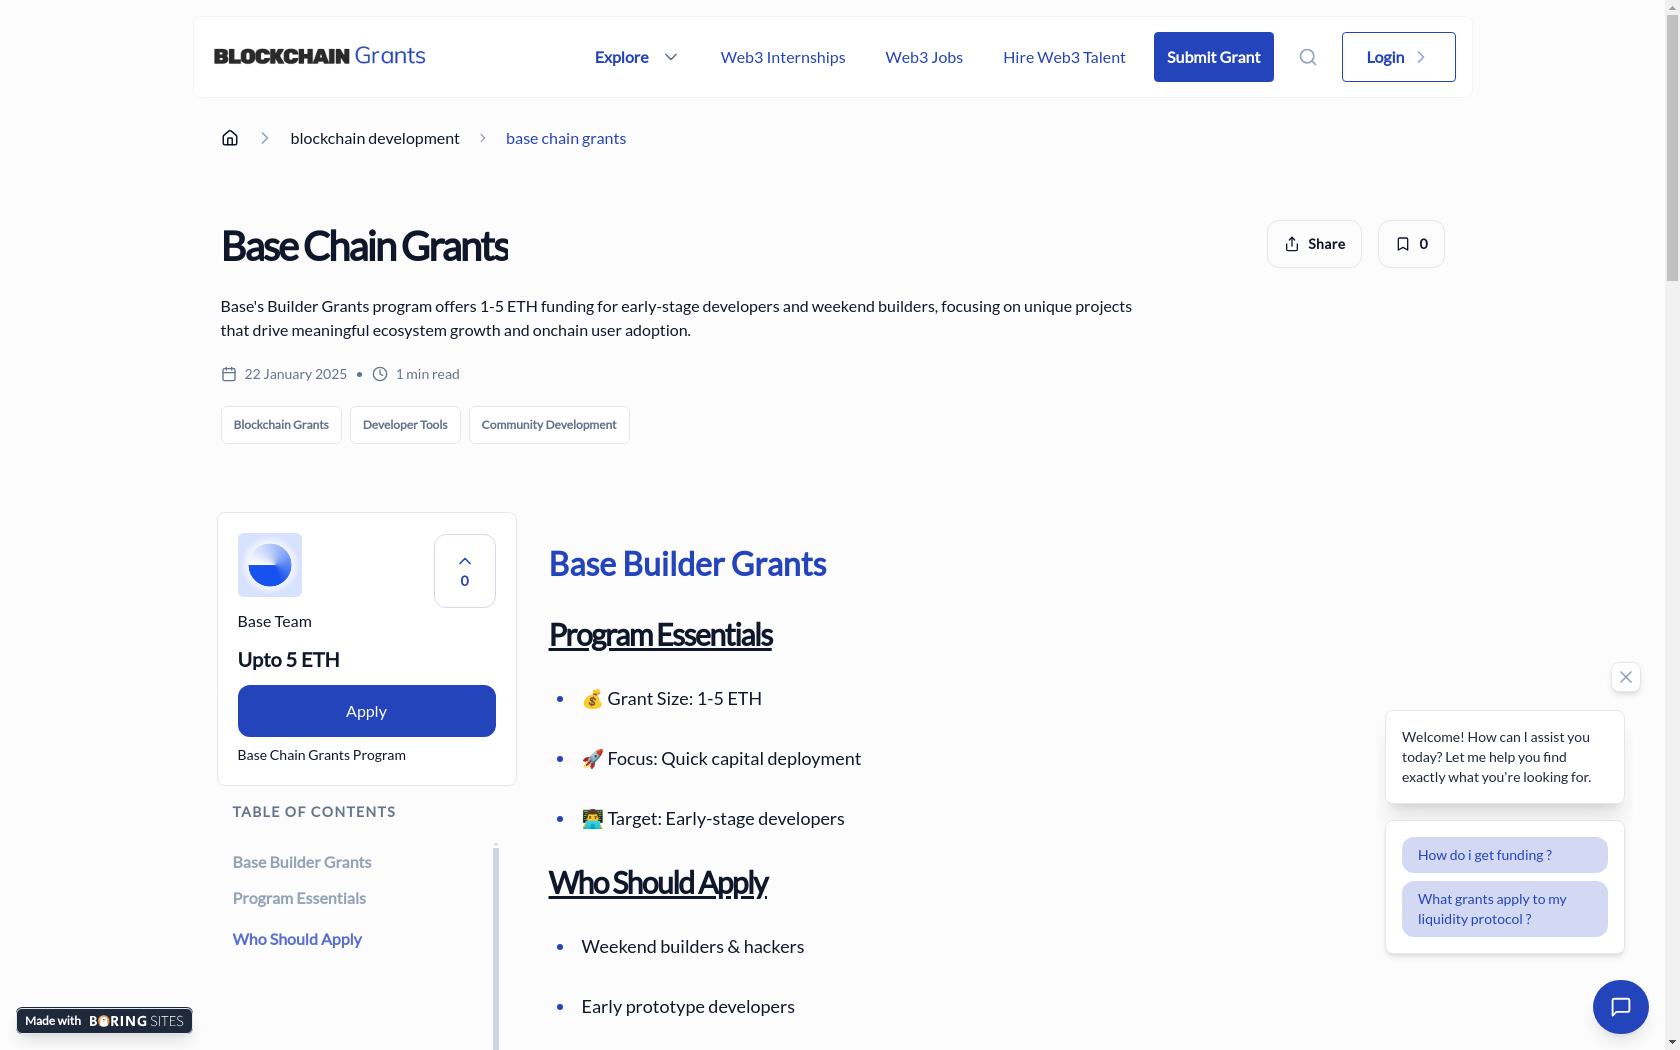 BLOCKCHAIN Grants
Explore
Web3 Internships
Web3 Jobs
Hire Web3 Talent
Submit Grant
Login
blockchain development
base chain grants
Base Chain Grants
Share
0
Base's Builder Grants program offers 1-5 ETH funding for early-stage developers and weekend builders, focusing on unique projects
that drive meaningful ecosystem growth and onchain user adoption.
22 January 2025 • 1 min read
Blockchain Grants
Developer Tools
Community Development
0
Base Team
Upto 5 ETH
Apply
Base Chain Grants Program
TABLE OF CONTENTS
Base Builder Grants
Program Essentials
Who Should Apply
Base Builder Grants
Program Essentials
• 💰 Grant Size: 1-5 ETH
• 🚀 Focus: Quick capital deployment
• 👨‍💻 Target: Early-stage developers
Who Should Apply
• Weekend builders & hackers
• Early prototype developers
Welcome! How can I assist you
today? Let me help you find
exactly what you're looking for.
How do i get funding ?
What grants apply to my
liquidity protocol ?
Made with BORING SITES